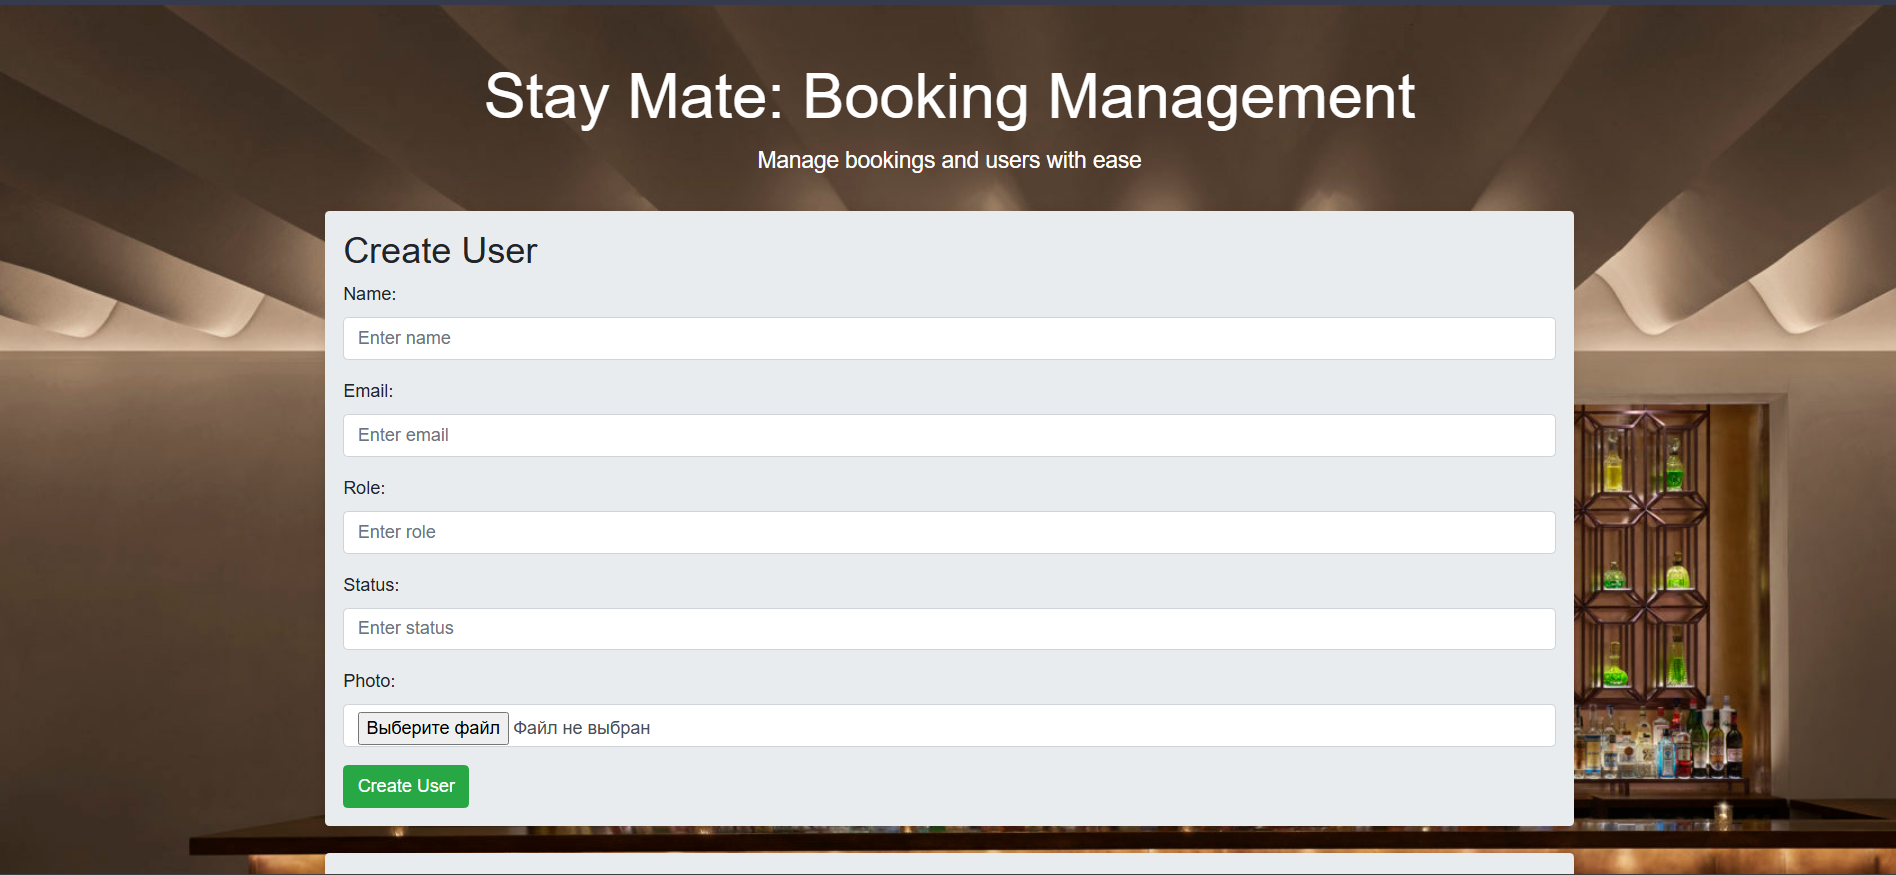 Stay Mate: Booking Management
Manage bookings and users with ease
Create User
Name:
Enter name
Email:
Enter email
Role:
Enter role
Status:
Enter status
Photo:
Выберите файл Файл не выбран
Create User